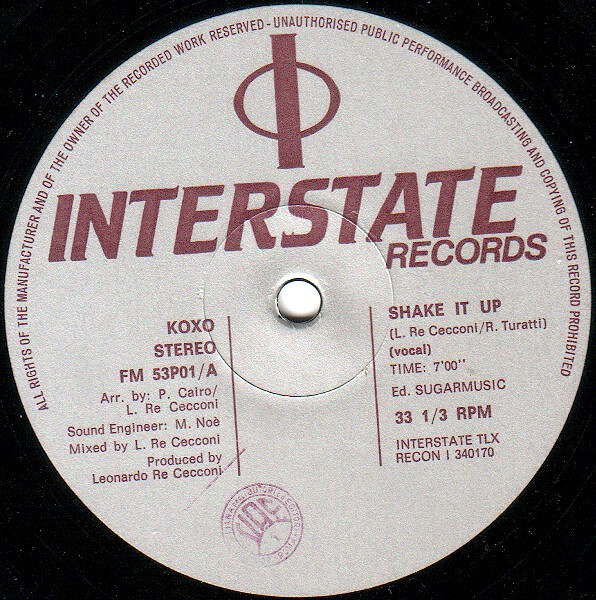 ALL RIGHTS OF THE MANUFACTURER AND OF THE OWNER OF THE RECORDED WORK RESERVED - UNAUTHORISED PUBLIC PERFORMANCE BROADCASTING AND COPYING OF THIS RECORD PROHIBITED
INTERSTATE
RECORDS
KOXO
STEREO
FM 53P01/A
Arr. by: P. Cairo/
L. Re Cecconi
Sound Engineer: M. Noè
Mixed by L. Re Cecconi
Produced by
Leonardo Re Cecconi
SHAKE IT UP
(L. Re Cecconi/R. Turatti)
(vocal)
TIME: 7'00''
Ed. SUGARMUSIC
33 1/3 RPM
INTERSTATE TLX
RECON I 340170